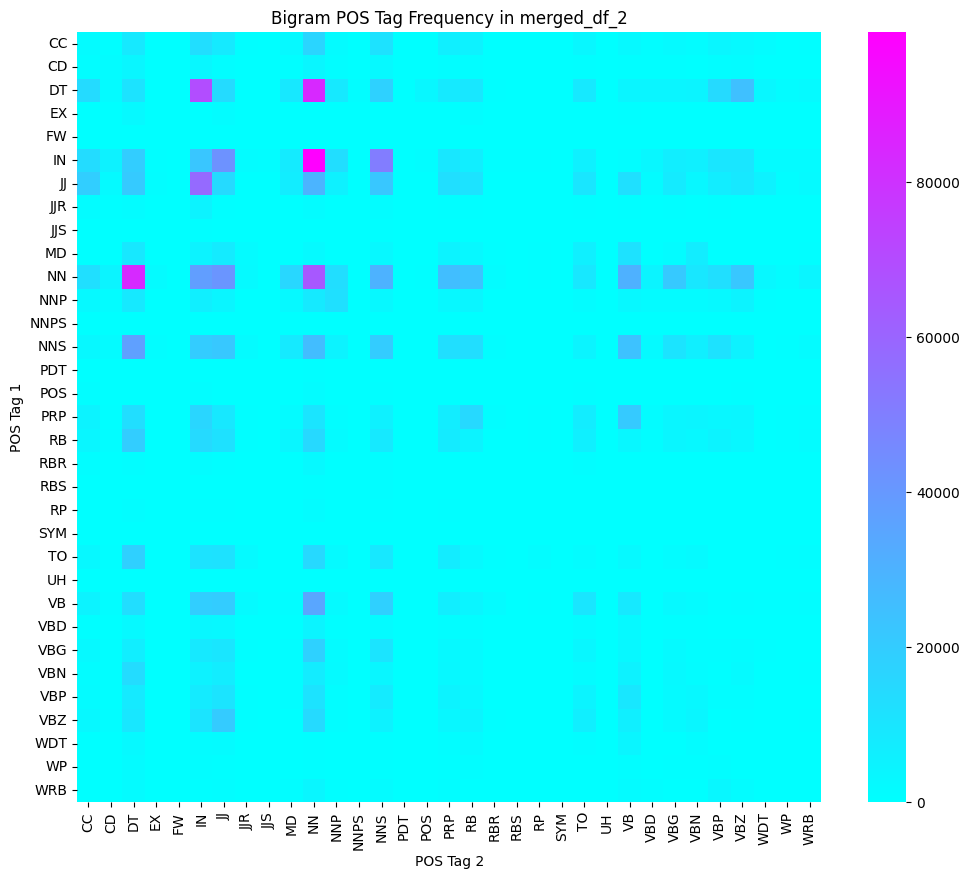 Bigram POS Tag Frequency in merged_df_2
POS Tag 1
CC
CD
DT
EX
FW
IN
JJ
JJR
JJS
MD
NN
NNP
NNPS
NNS
PDT
POS
PRP
RB
RBR
RBS
RP
SYM
TO
UH
VB
VBD
VBG
VBN
VBP
VBZ
WDT
WP
WRB
CC CD DT EX FW IN JJ JJR JJS MD NN NNP NNPS NNS PDT POS PRP RB RBR RBS RP SYM TO UH VB VBD VBG VBN VBP VBZ WDT WP WRB
POS Tag 2
80000
60000
40000
20000
0